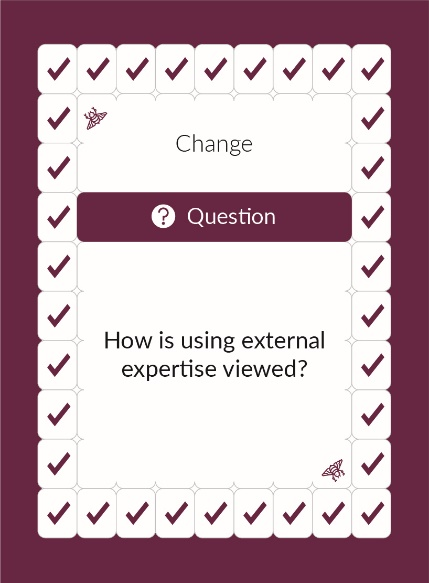 Change
? Question
How is using external
expertise viewed?